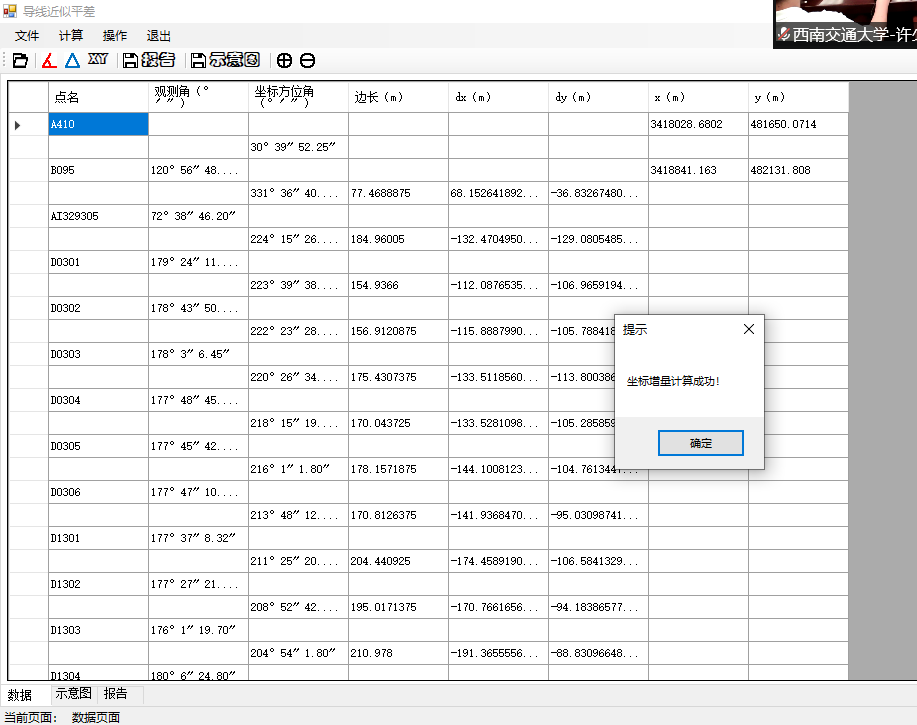 导线近似平差
西南交通大学-许少
文件 计算 操作 退出
XY 报告 示意图
点名 观测角（° ′ ″） 坐标方位角（° ′ ″） 边长（m） dx（m） dy（m） x（m） y（m）
A410 3418028.6802 481650.0714
30° 39″ 52.25″
B095 120° 56″ 48.... 3418841.163 482131.808
331° 36″ 40.... 77.4688875 68.152641892... -36.83267480...
AI329305 72° 38″ 46.20″
224° 15″ 26.... 184.96005 -132.4704950... -129.0805485...
D0301 179° 24″ 11....
223° 39″ 38.... 154.9366 -112.0876535... -106.9659194...
D0302 178° 43″ 50....
222° 23″ 28.... 156.9120875 -115.8887990... -105.788418
D0303 178° 3″ 6.45″
220° 26″ 34.... 175.4307375 -133.5118560... -113.800386
D0304 177° 48″ 45....
218° 15″ 19.... 170.043725 -133.5281098... -105.285859
D0305 177° 45″ 42....
216° 1″ 1.80″ 178.1571875 -144.1008123... -104.7613447...
D0306 177° 47″ 10....
213° 48″ 12.... 170.8126375 -141.9368470... -95.03098741...
D1301 177° 37″ 8.32″
211° 25″ 20.... 204.440925 -174.4589190... -106.5841329...
D1302 177° 27″ 21....
208° 52″ 42.... 195.0171375 -170.7661656... -94.18386577...
D1303 176° 1″ 19.70″
204° 54″ 1.80″ 210.978 -191.3655556... -88.83096648...
D1304 180° 6″ 24.80″
提示
坐标增量计算成功!
确定
数据 示意图 报告
当前页面： 数据页面